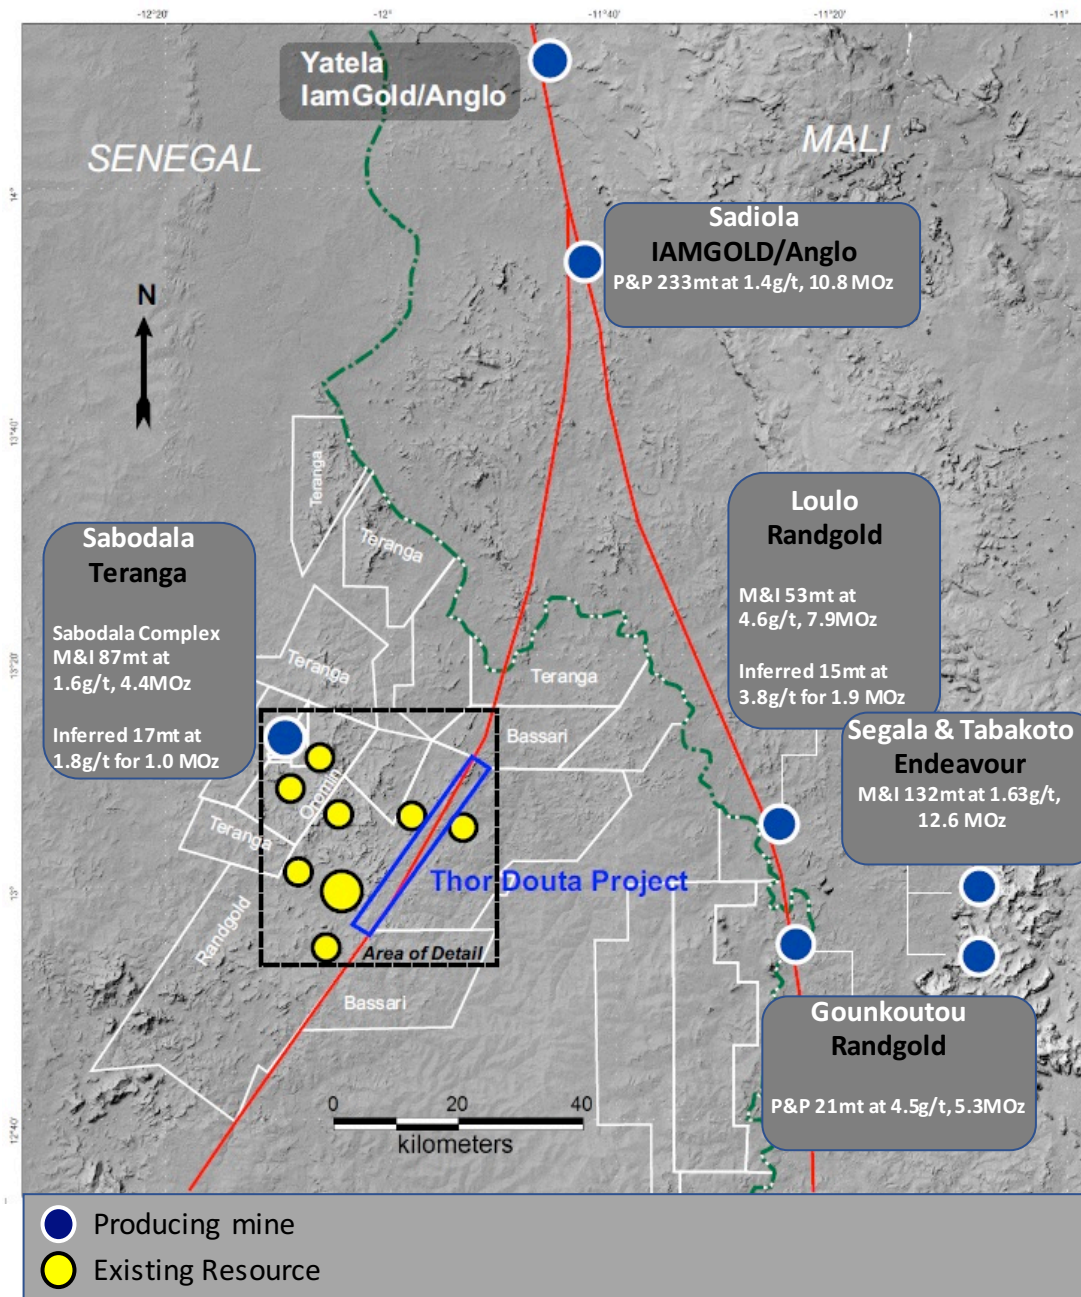 -12°20'
-12°
-11°40'
-11°20'
-11°
Yatela
IamGold/Anglo
SENEGAL
MALI
14°
Sadiola
IAMGOLD/Anglo
P&P 233mt at 1.4g/t, 10.8 MOz
N
13°40'
Teranga
Teranga
Loulo
Randgold
M&I 53mt at
4.6g/t, 7.9MOz
Inferred 15mt at
3.8g/t for 1.9 MOz
Sabodala
Teranga
Sabodala Complex
M&I 87mt at
1.6g/t, 4.4MOz
Inferred 17mt at
1.8g/t for 1.0 MOz
13°20'
Teranga
Teranga
Bassari
Segala & Tabakoto
Endeavour
M&I 132mt at 1.63g/t,
12.6 MOz
Oromin
Teranga
Thor Douta Project
13°
Randgold
Area of Detail
Bassari
Gounkoutou
Randgold
P&P 21mt at 4.5g/t, 5.3MOz
12°40'
0 20 40
kilometers
Producing mine
Existing Resource